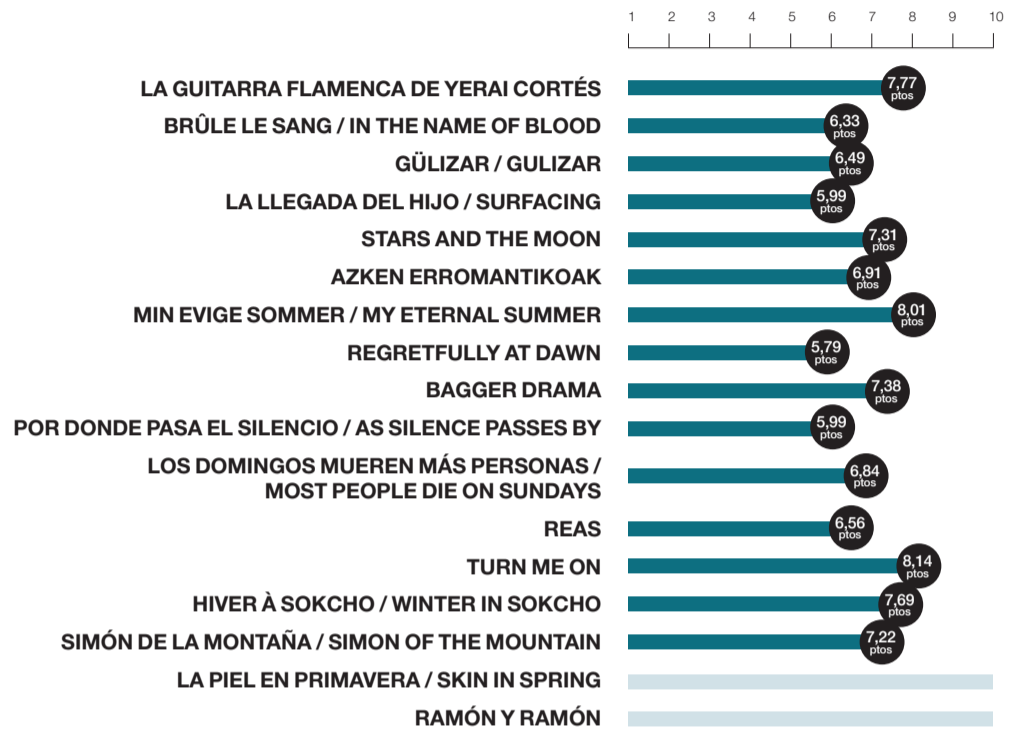 1 2 3 4 5 6 7 8 9 10
LA GUITARRA FLAMENCA DE YERAI CORTÉS
7,77
ptos
BRÛLE LE SANG / IN THE NAME OF BLOOD
6,33
ptos
GÜLIZAR / GULIZAR
6,49
ptos
LA LLEGADA DEL HIJO / SURFACING
5,99
ptos
STARS AND THE MOON
7,31
ptos
AZKEN ERROMANTIKOAK
6,91
ptos
MIN EVIGE SOMMER / MY ETERNAL SUMMER
8,01
ptos
REGRETFULLY AT DAWN
5,79
ptos
BAGGER DRAMA
7,38
ptos
POR DONDE PASA EL SILENCIO / AS SILENCE PASSES BY
5,99
ptos
LOS DOMINGOS MUEREN MÁS PERSONAS /
MOST PEOPLE DIE ON SUNDAYS
6,84
ptos
REAS
6,56
ptos
TURN ME ON
8,14
ptos
HIVER À SOKCHO / WINTER IN SOKCHO
7,69
ptos
SIMÓN DE LA MONTAÑA / SIMON OF THE MOUNTAIN
7,22
ptos
LA PIEL EN PRIMAVERA / SKIN IN SPRING
RAMÓN Y RAMÓN